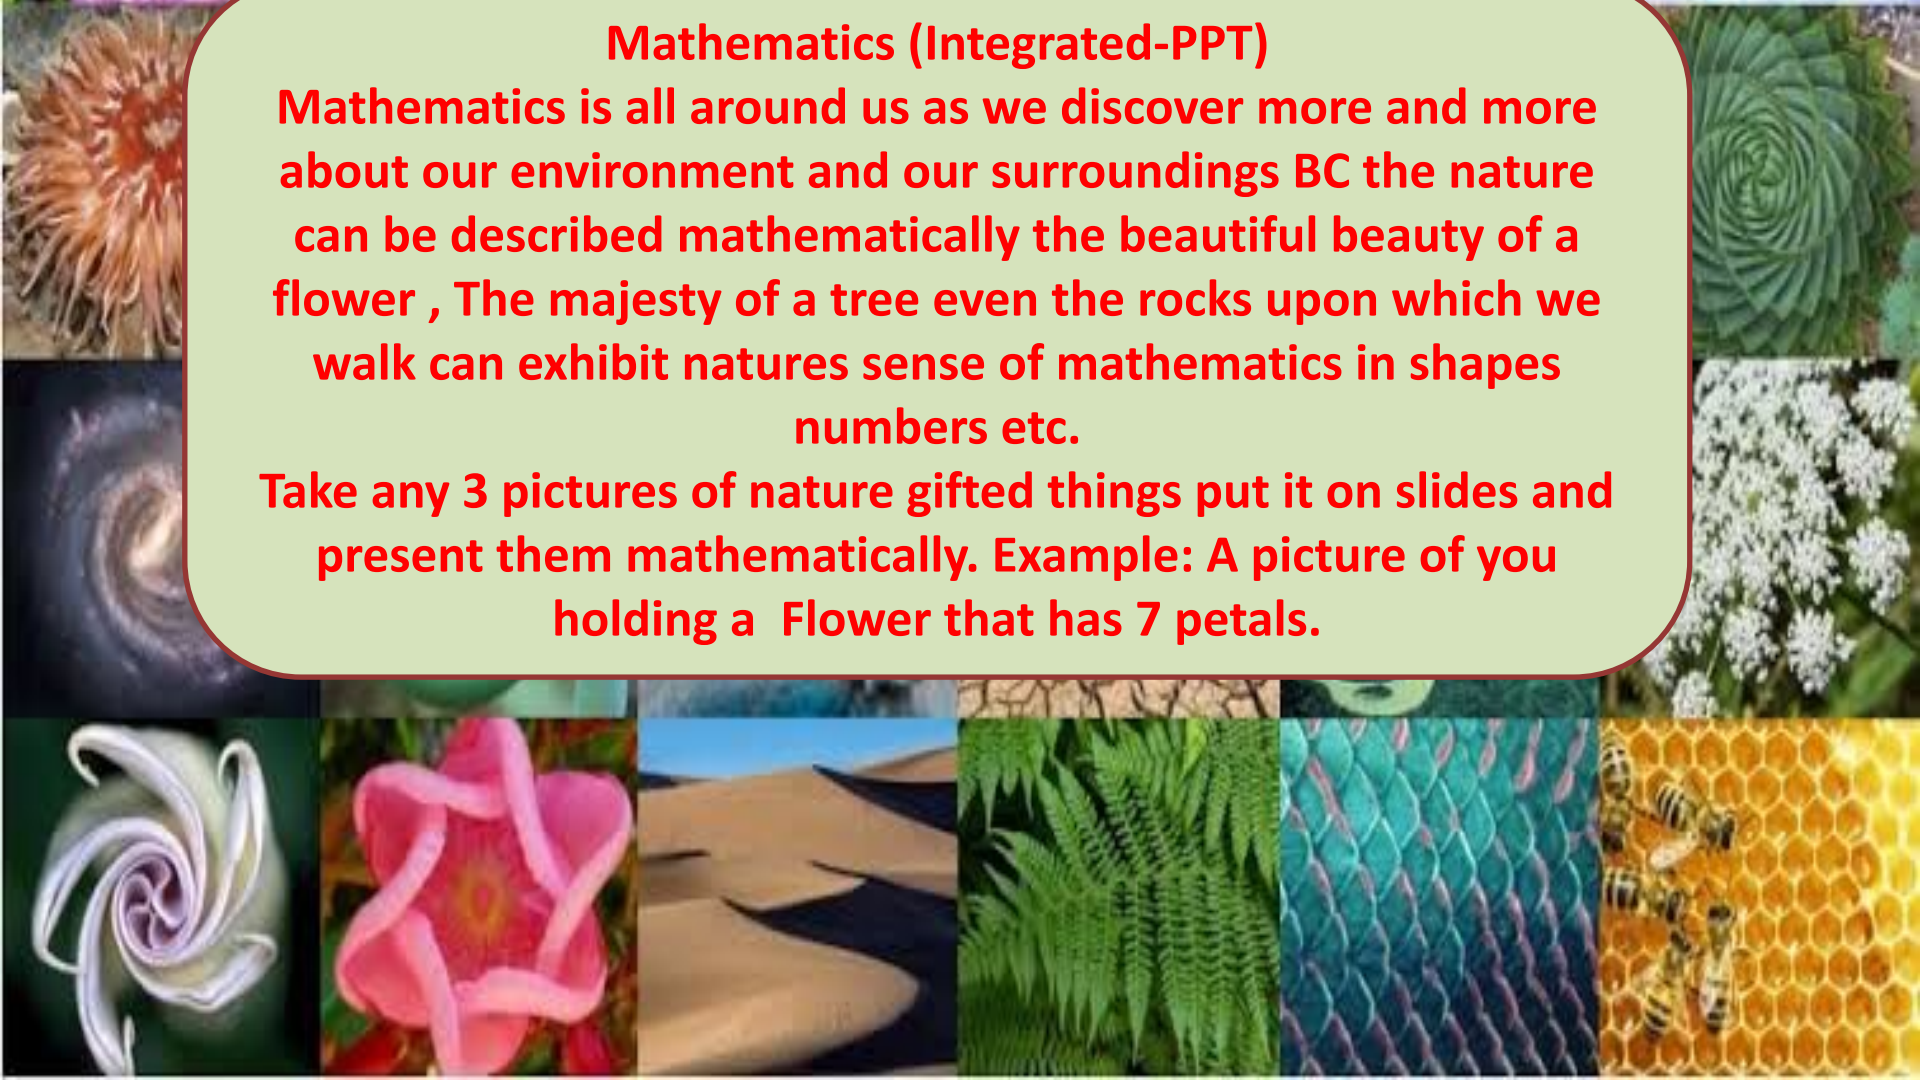 Mathematics (Integrated-PPT)
Mathematics is all around us as we discover more and more
about our environment and our surroundings BC the nature
can be described mathematically the beautiful beauty of a
flower , The majesty of a tree even the rocks upon which we
walk can exhibit natures sense of mathematics in shapes
numbers etc.
Take any 3 pictures of nature gifted things put it on slides and
present them mathematically. Example: A picture of you
holding a  Flower that has 7 petals.